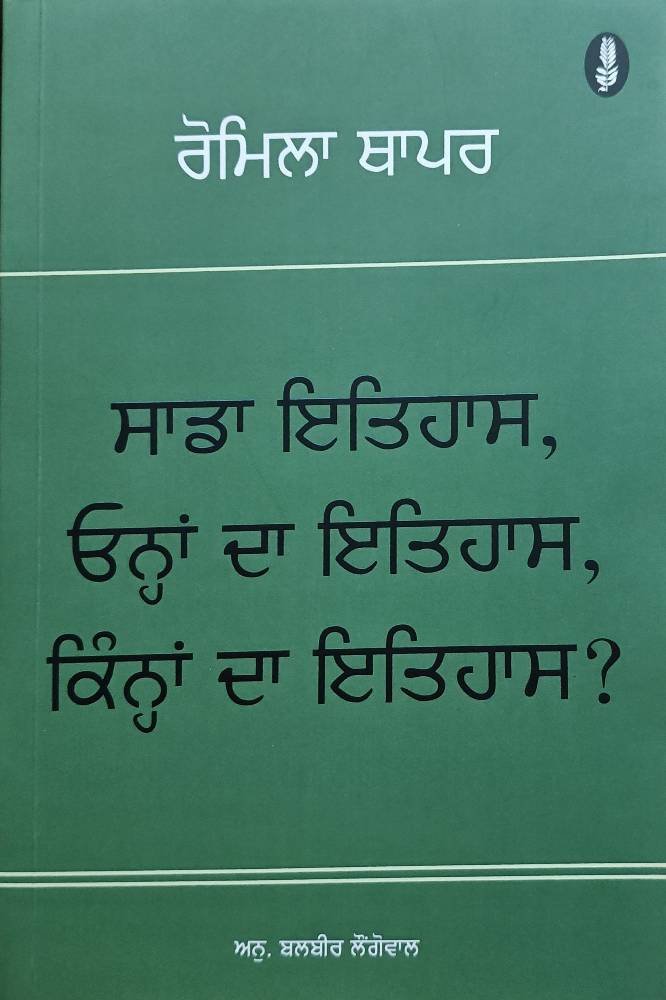 ਰੋਮਿਲਾ ਥਾਪਰ
ਸਾਡਾ ਇਤਿਹਾਸ,
ਓਨ੍ਹਾਂ ਦਾ ਇਤਿਹਾਸ,
ਕਿੰਨ੍ਹਾਂ ਦਾ ਇਤਿਹਾਸ?
ਅਨੁ. ਬਲਬੀਰ ਲੌਂਗੋਵਾਲ